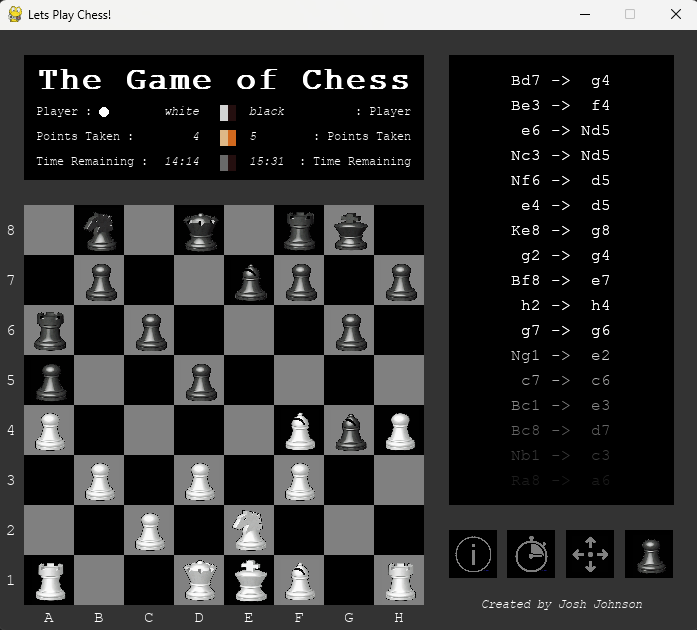 Lets Play Chess!
The Game of Chess
Player : white black : Player
Points Taken : 4 5 : Points Taken
Time Remaining : 14:14 15:31 : Time Remaining
Bd7 -> g4
Be3 -> f4
e6 -> Nd5
Nc3 -> Nd5
Nf6 -> d5
e4 -> d5
Ke8 -> g8
g2 -> g4
Bf8 -> e7
h2 -> h4
g7 -> g6
Ng1 -> e2
c7 -> c6
Bc1 -> e3
Bc8 -> d7
Nb1 -> c3
Ra8 -> a6
8
7
6
5
4
3
2
1
A B C D E F G H
Created by Josh Johnson